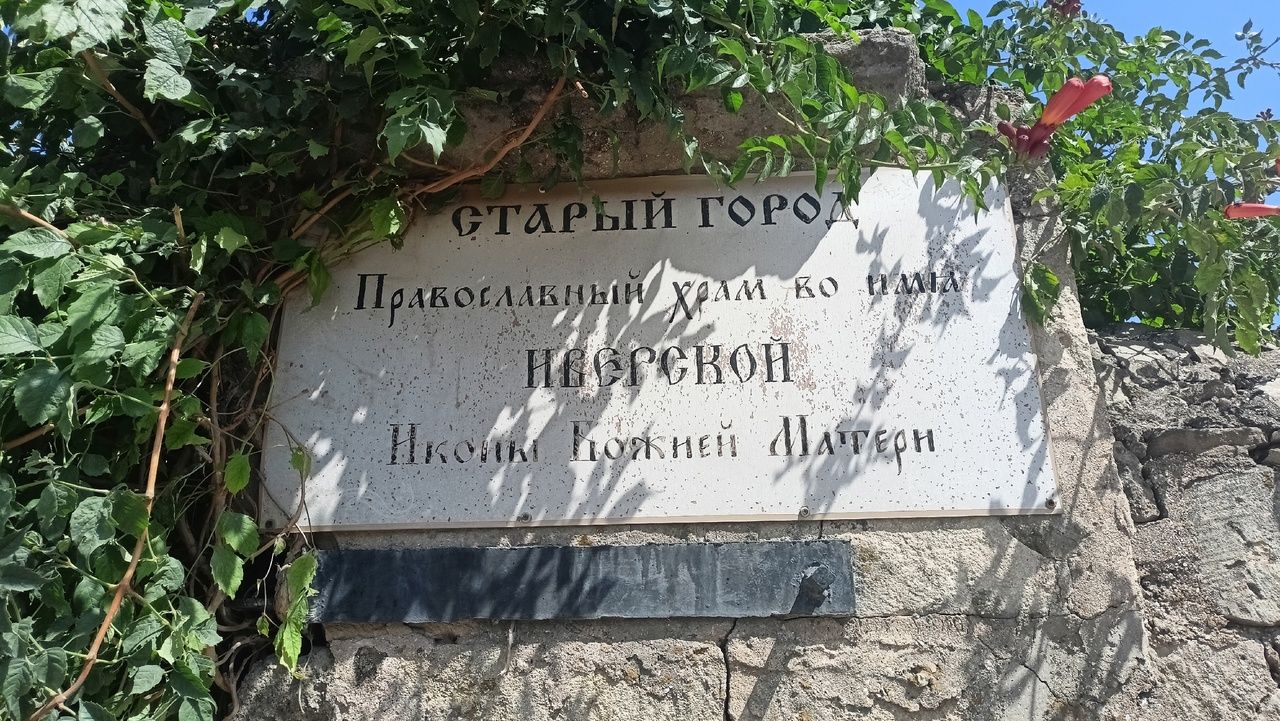 СТАРЫЙ ГОРОД
Православный храм во имя
ИВЕРСКОЙ
Иконы Божией Матери